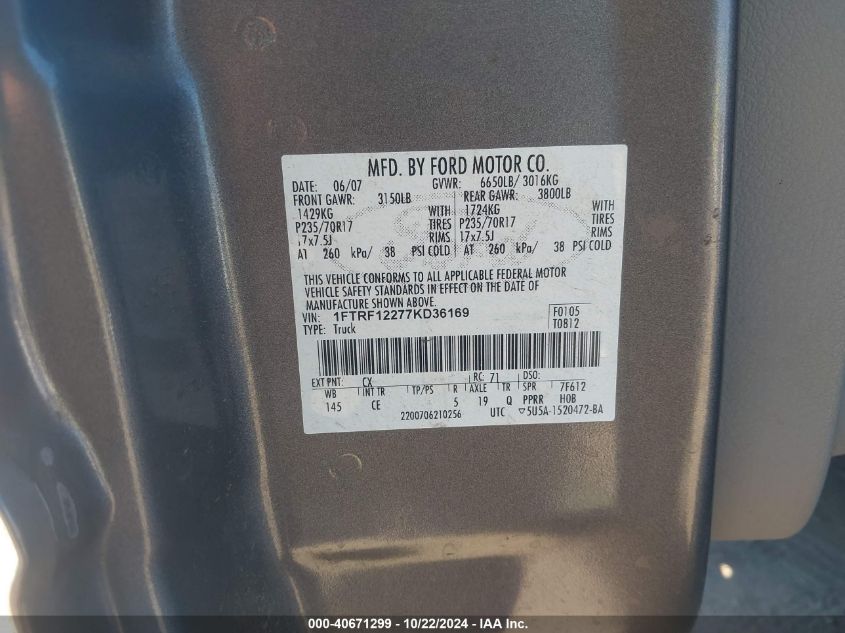 MFD. BY FORD MOTOR CO.
DATE: 06/07 GVWR: 6650LB/ 3016KG
FRONT GAWR: 3150LB REAR GAWR: 3800LB
1429KG WITH 1724KG WITH
P235/70R17 TIRES P235/70R17 TIRES
17x7.5J RIMS 17x7.5J RIMS
AT 260 kPa/ 38 PSI COLD AT 260 kPa/ 38 PSI COLD
THIS VEHICLE CONFORMS TO ALL APPLICABLE FEDERAL MOTOR
VEHICLE SAFETY STANDARDS IN EFFECT ON THE DATE OF
MANUFACTURE SHOWN ABOVE.
VIN: 1FTRF12277KD36169 F0105
TYPE: Truck T0812
EXT PNT: CX RC: 71 DSO:
WB INT TR TP/PS R AXLE TR SPR 7F612
145 CE 5 19 Q PPRR HOB
2200706210256 UTC ▽5U5A-1520472-BA
000-40671299 - 10/22/2024 - IAA Inc.